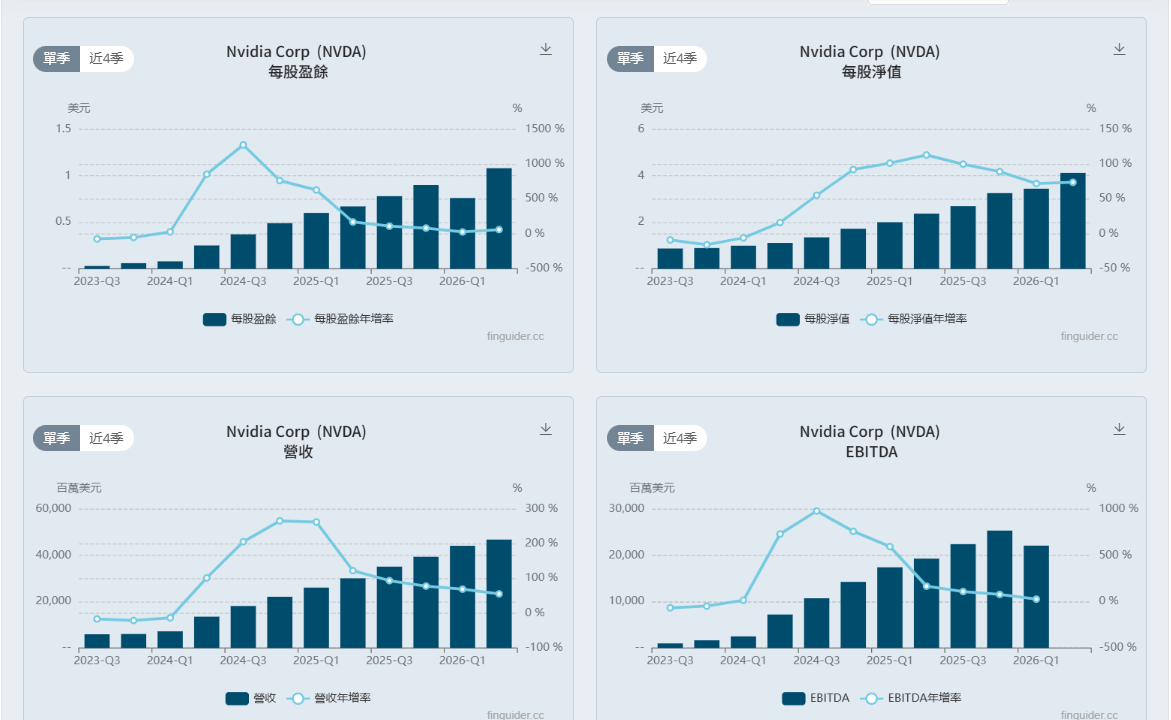 單季 近4季
Nvidia Corp (NVDA)
每股盈餘
美元 %
1.5 1500 %
1000 %
1
500 %
0.5
0 %
-- -500 %
2023-Q3 2024-Q1 2024-Q3 2025-Q1 2025-Q3 2026-Q1
每股盈餘 每股盈餘年增率
finguider.cc
單季 近4季
Nvidia Corp (NVDA)
每股淨值
美元 %
6 150 %
100 %
4
50 %
2
0 %
-- -50 %
2023-Q3 2024-Q1 2024-Q3 2025-Q1 2025-Q3 2026-Q1
每股淨值 每股淨值年增率
finguider.cc
單季 近4季
Nvidia Corp (NVDA)
營收
百萬美元 %
60,000 300 %
200 %
40,000
100 %
20,000
0 %
-- -100 %
2023-Q3 2024-Q1 2024-Q3 2025-Q1 2025-Q3 2026-Q1
營收 營收年增率
finguider.cc
單季 近4季
Nvidia Corp (NVDA)
EBITDA
百萬美元 %
30,000 1000 %
20,000 500 %
10,000 0 %
-- -500 %
2023-Q3 2024-Q1 2024-Q3 2025-Q1 2025-Q3 2026-Q1
EBITDA EBITDA年增率
finguider.cc